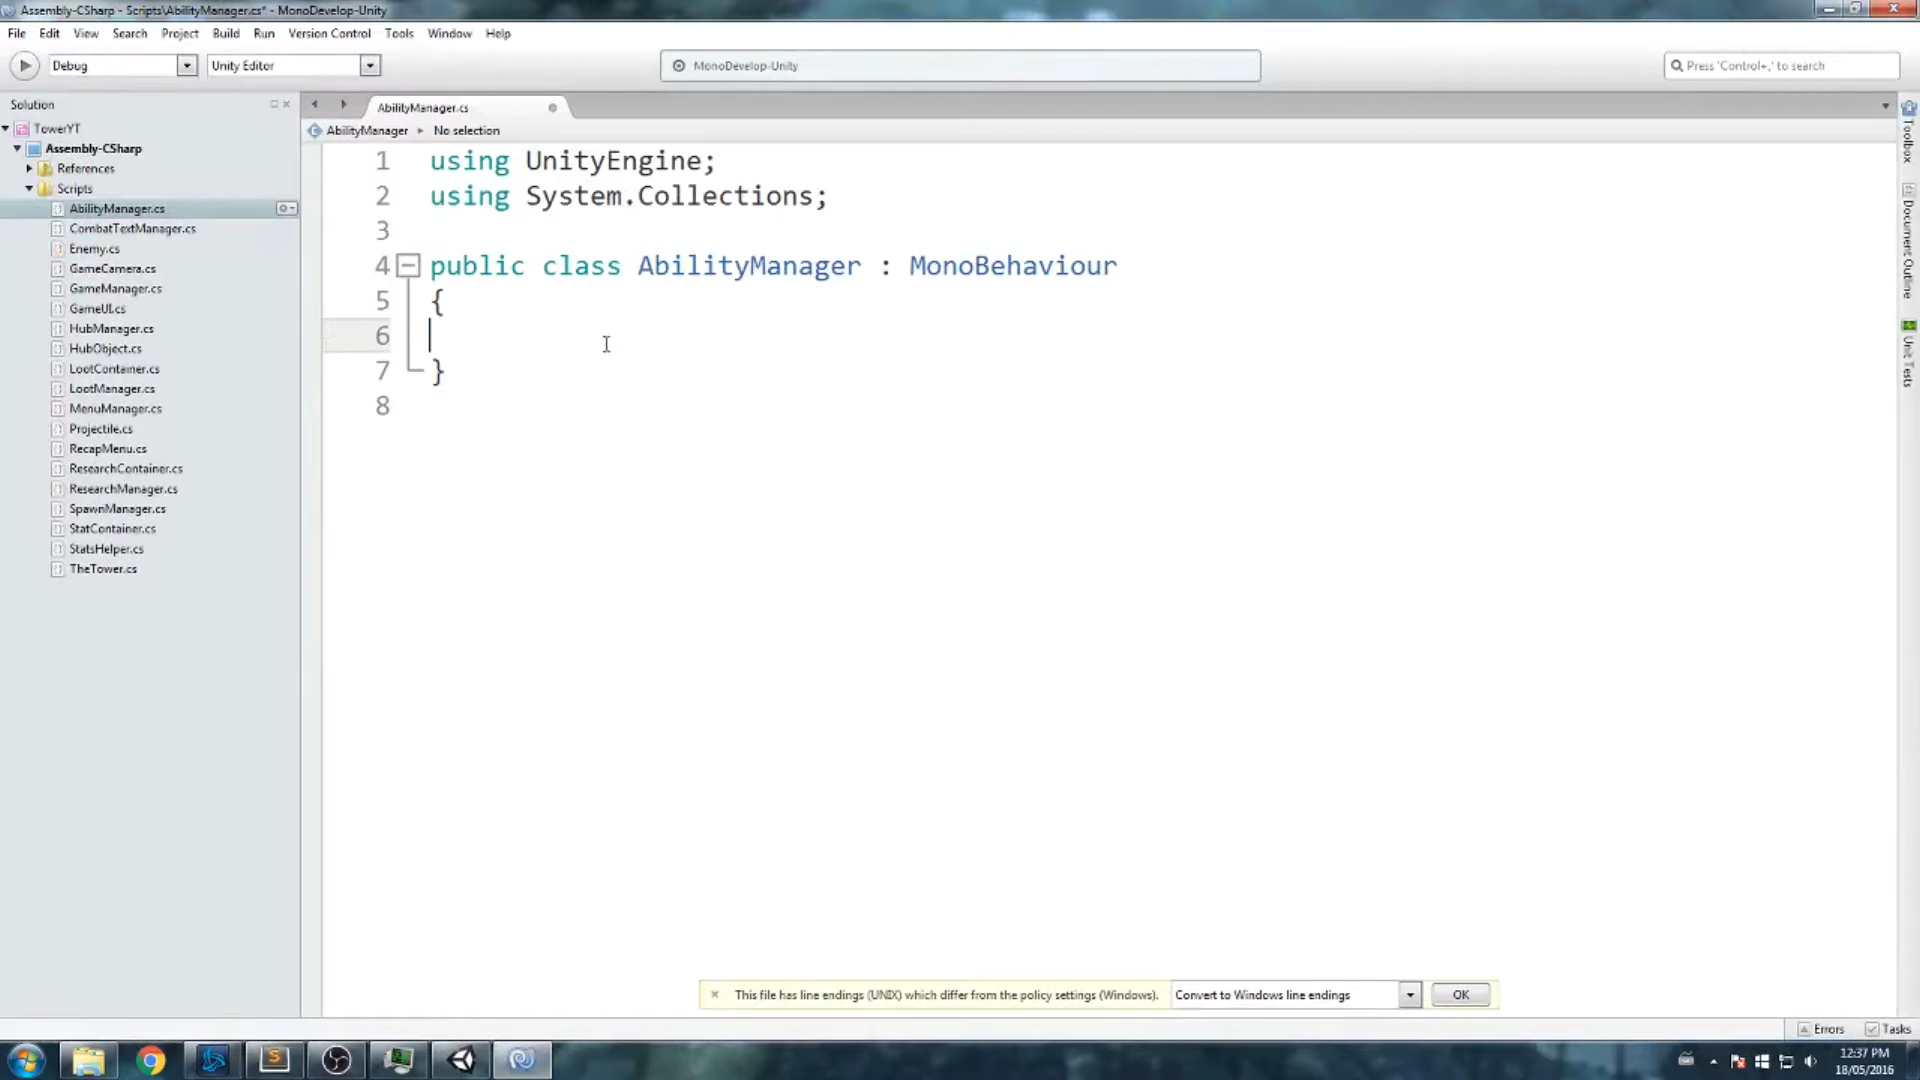 Assembly-CSharp - Scripts\AbilityManager.cs* - MonoDevelop-Unity
File Edit View Search Project Build Run Version Control Tools Window Help
Debug Unity Editor MonoDevelop-Unity Press 'Control+,' to search
Solution
TowerYT
Assembly-CSharp
References
Scripts
AbilityManager.cs
CombatTextManager.cs
Enemy.cs
GameCamera.cs
GameManager.cs
GameUI.cs
HubManager.cs
HubObject.cs
LootContainer.cs
LootManager.cs
MenuManager.cs
Projectile.cs
RecapMenu.cs
ResearchContainer.cs
ResearchManager.cs
SpawnManager.cs
StatContainer.cs
StatsHelper.cs
TheTower.cs
AbilityManager.cs
AbilityManager No selection
1 using UnityEngine;
2 using System.Collections;
3
4 public class AbilityManager : MonoBehaviour
5 {
6
7 }
8
Toolbox
Document Outline
Unit Tests
This file has line endings (UNIX) which differ from the policy settings (Windows). Convert to Windows line endings OK
Errors Tasks
12:37 PM
18/05/2016